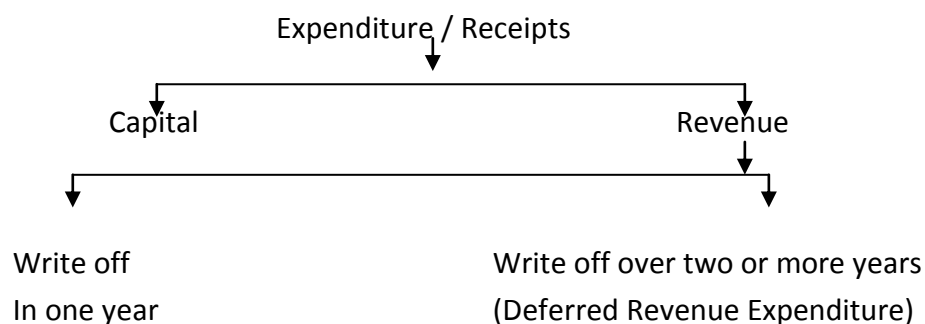 Expenditure / Receipts
Capital
Revenue
Write off
In one year
Write off over two or more years
(Deferred Revenue Expenditure)